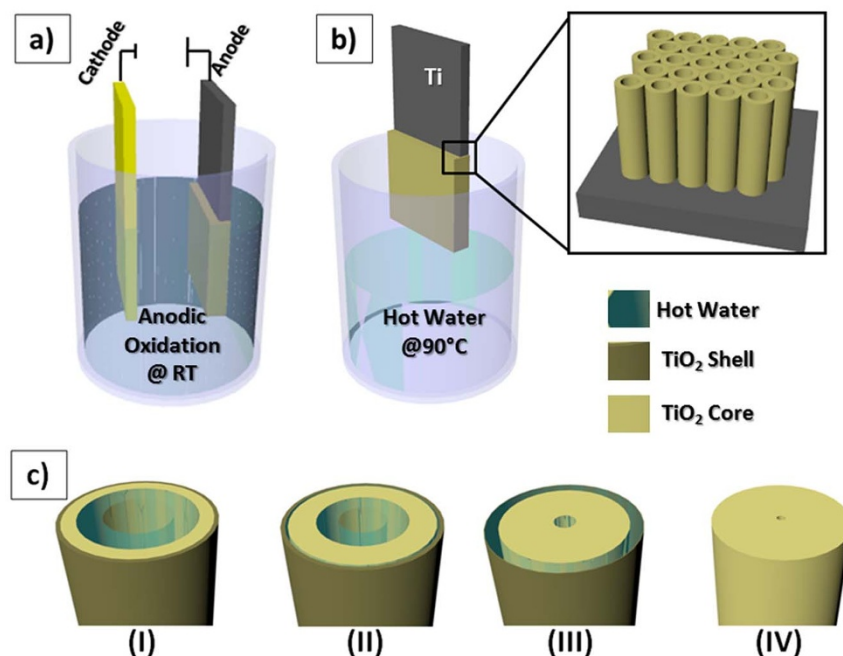 a)
Cathode
Anode
Anodic
Oxidation
@ RT
b)
Ti
Hot Water
@90°C
Hot Water
TiO₂ Shell
TiO₂ Core
c)
(I)
(II)
(III)
(IV)